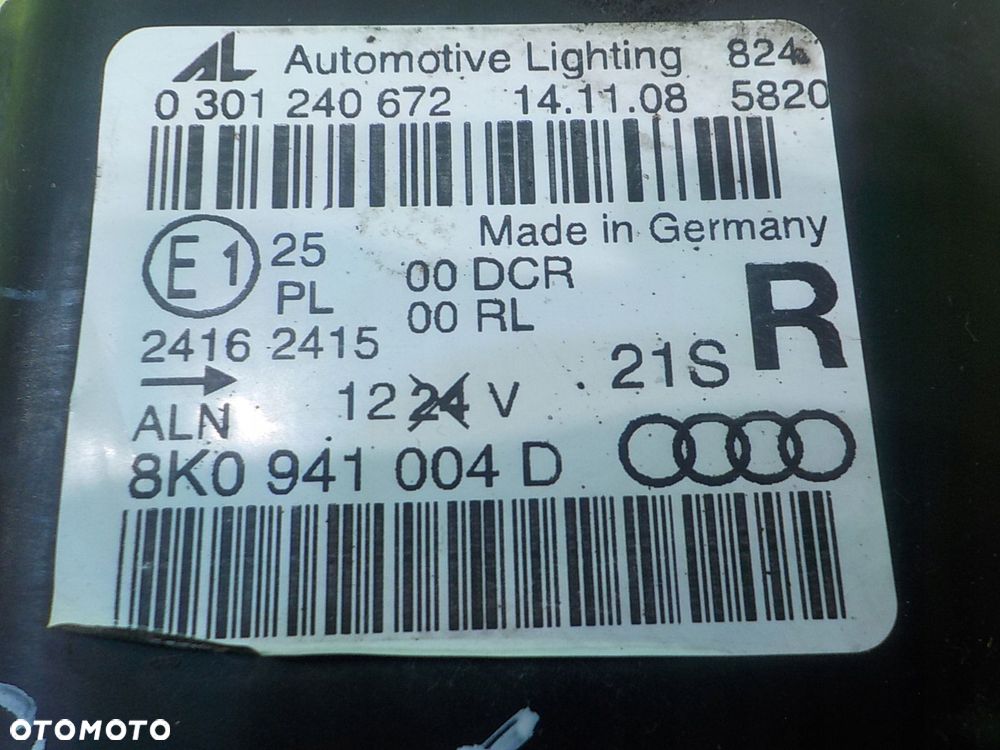 AL Automotive Lighting 824
0 301 240 672 14.11.08 5820
Made in Germany
E1 25 00 DCR
PL 00 RL
R
2416 2415
21S
ALN 12 24 V
8K0 941 004 D
OTOMOTO